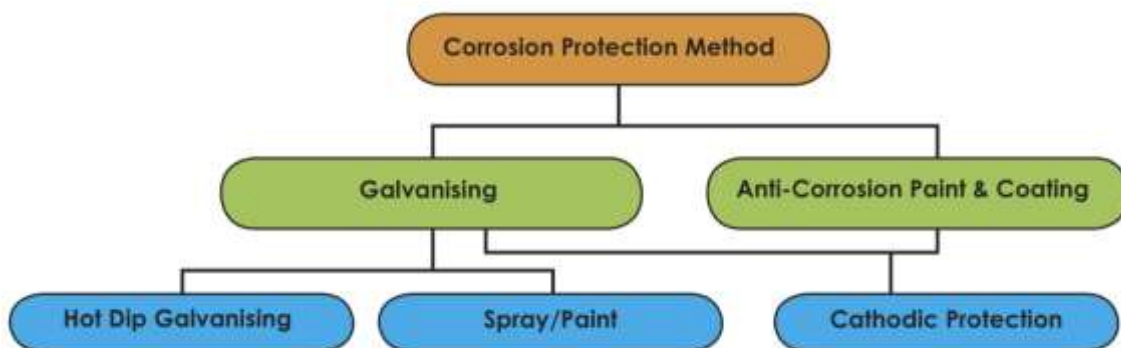 Corrosion Protection Method
Galvanising
Anti-Corrosion Paint & Coating
Hot Dip Galvanising
Spray/Paint
Cathodic Protection